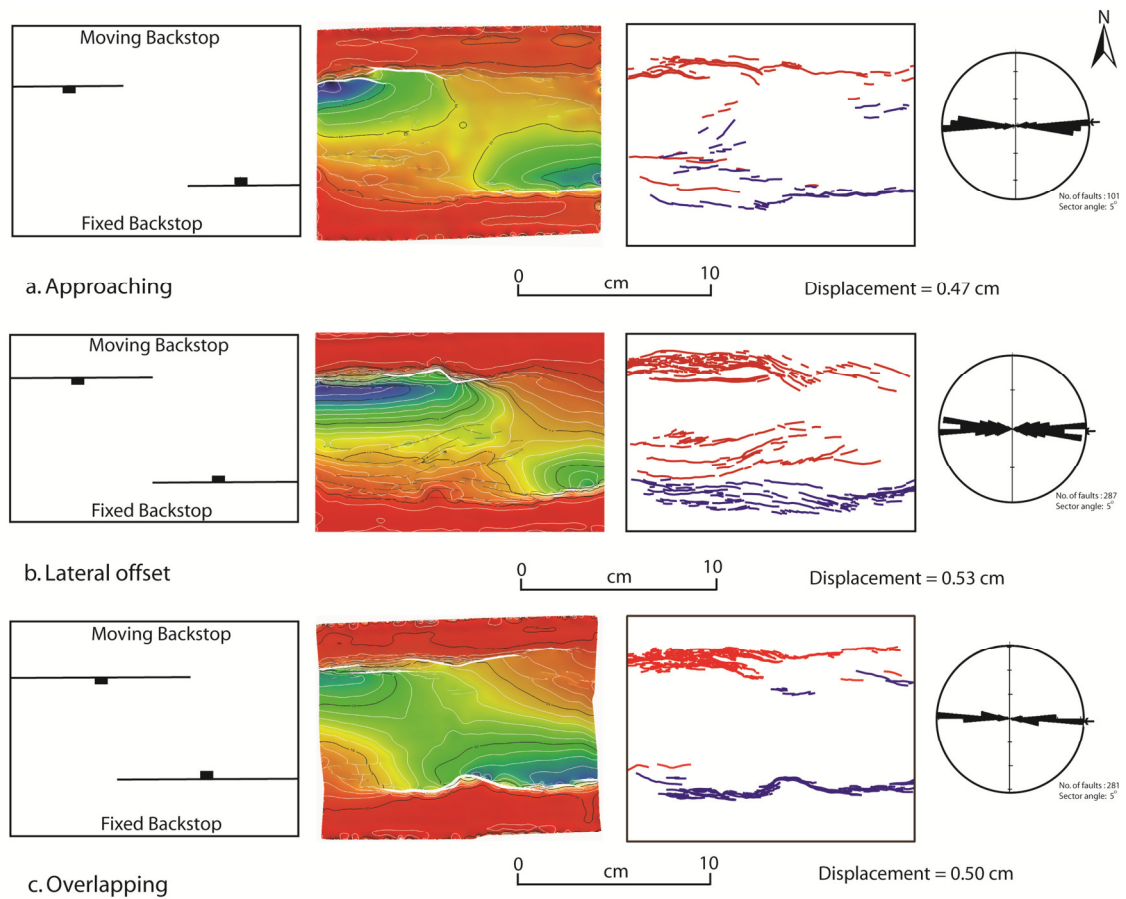 Moving Backstop
Fixed Backstop
N
No. of faults : 101
Sector angle: 5°
a. Approaching
0
10
cm
Displacement = 0.47 cm
Moving Backstop
Fixed Backstop
No. of faults : 287
Sector angle: 5°
b. Lateral offset
0
10
cm
Displacement = 0.53 cm
Moving Backstop
Fixed Backstop
No. of faults : 281
Sector angle: 5°
c. Overlapping
0
10
cm
Displacement = 0.50 cm